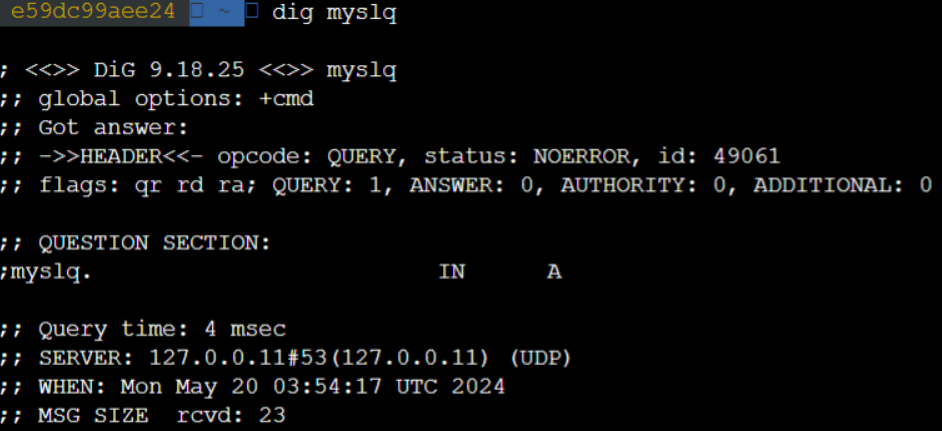 e59dc99aee24 ~ dig myslq
; <<>> DiG 9.18.25 <<>> myslq
;; global options: +cmd
;; Got answer:
;; ->>HEADER<<- opcode: QUERY, status: NOERROR, id: 49061
;; flags: qr rd ra; QUERY: 1, ANSWER: 0, AUTHORITY: 0, ADDITIONAL: 0
;; QUESTION SECTION:
;myslq. IN A
;; Query time: 4 msec
;; SERVER: 127.0.0.11#53(127.0.0.11) (UDP)
;; WHEN: Mon May 20 03:54:17 UTC 2024
;; MSG SIZE rcvd: 23